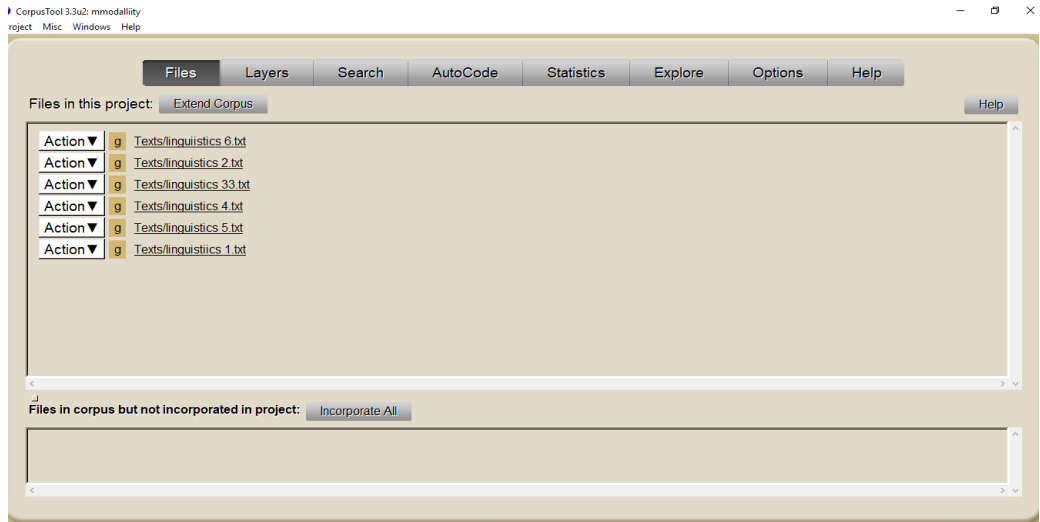 CorpusTool 3.3u2: mmodalliity
roject Misc Windows Help
Files Layers Search AutoCode Statistics Explore Options Help
Files in this project: Extend Corpus Help
Action▼ g Texts/linguiistics 6.txt
Action▼ g Texts/linguistics 2.txt
Action▼ g Texts/linguistics 33.txt
Action▼ g Texts/linguistics 4.txt
Action▼ g Texts/linguistics 5.txt
Action▼ g Texts/linguistiics 1.txt
Files in corpus but not incorporated in project: Incorporate All